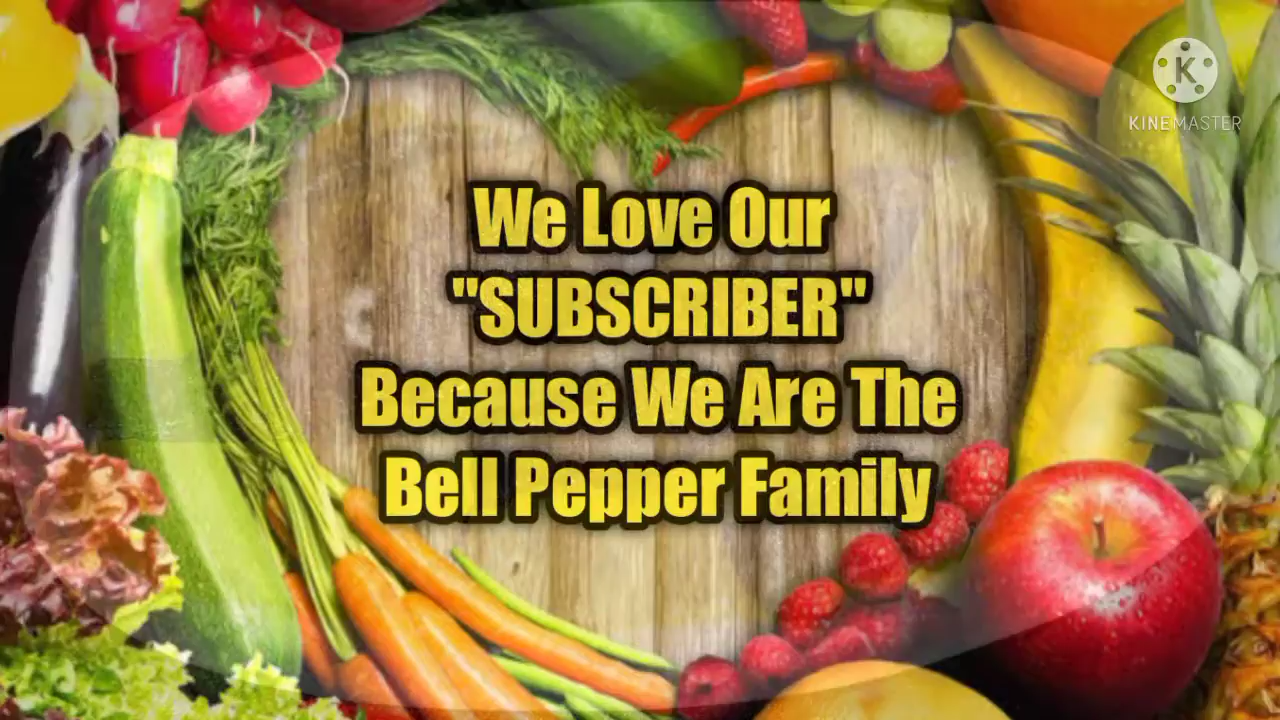 K
KINEMASTER
We Love Our
"SUBSCRIBER"
Because We Are The
Bell Pepper Family